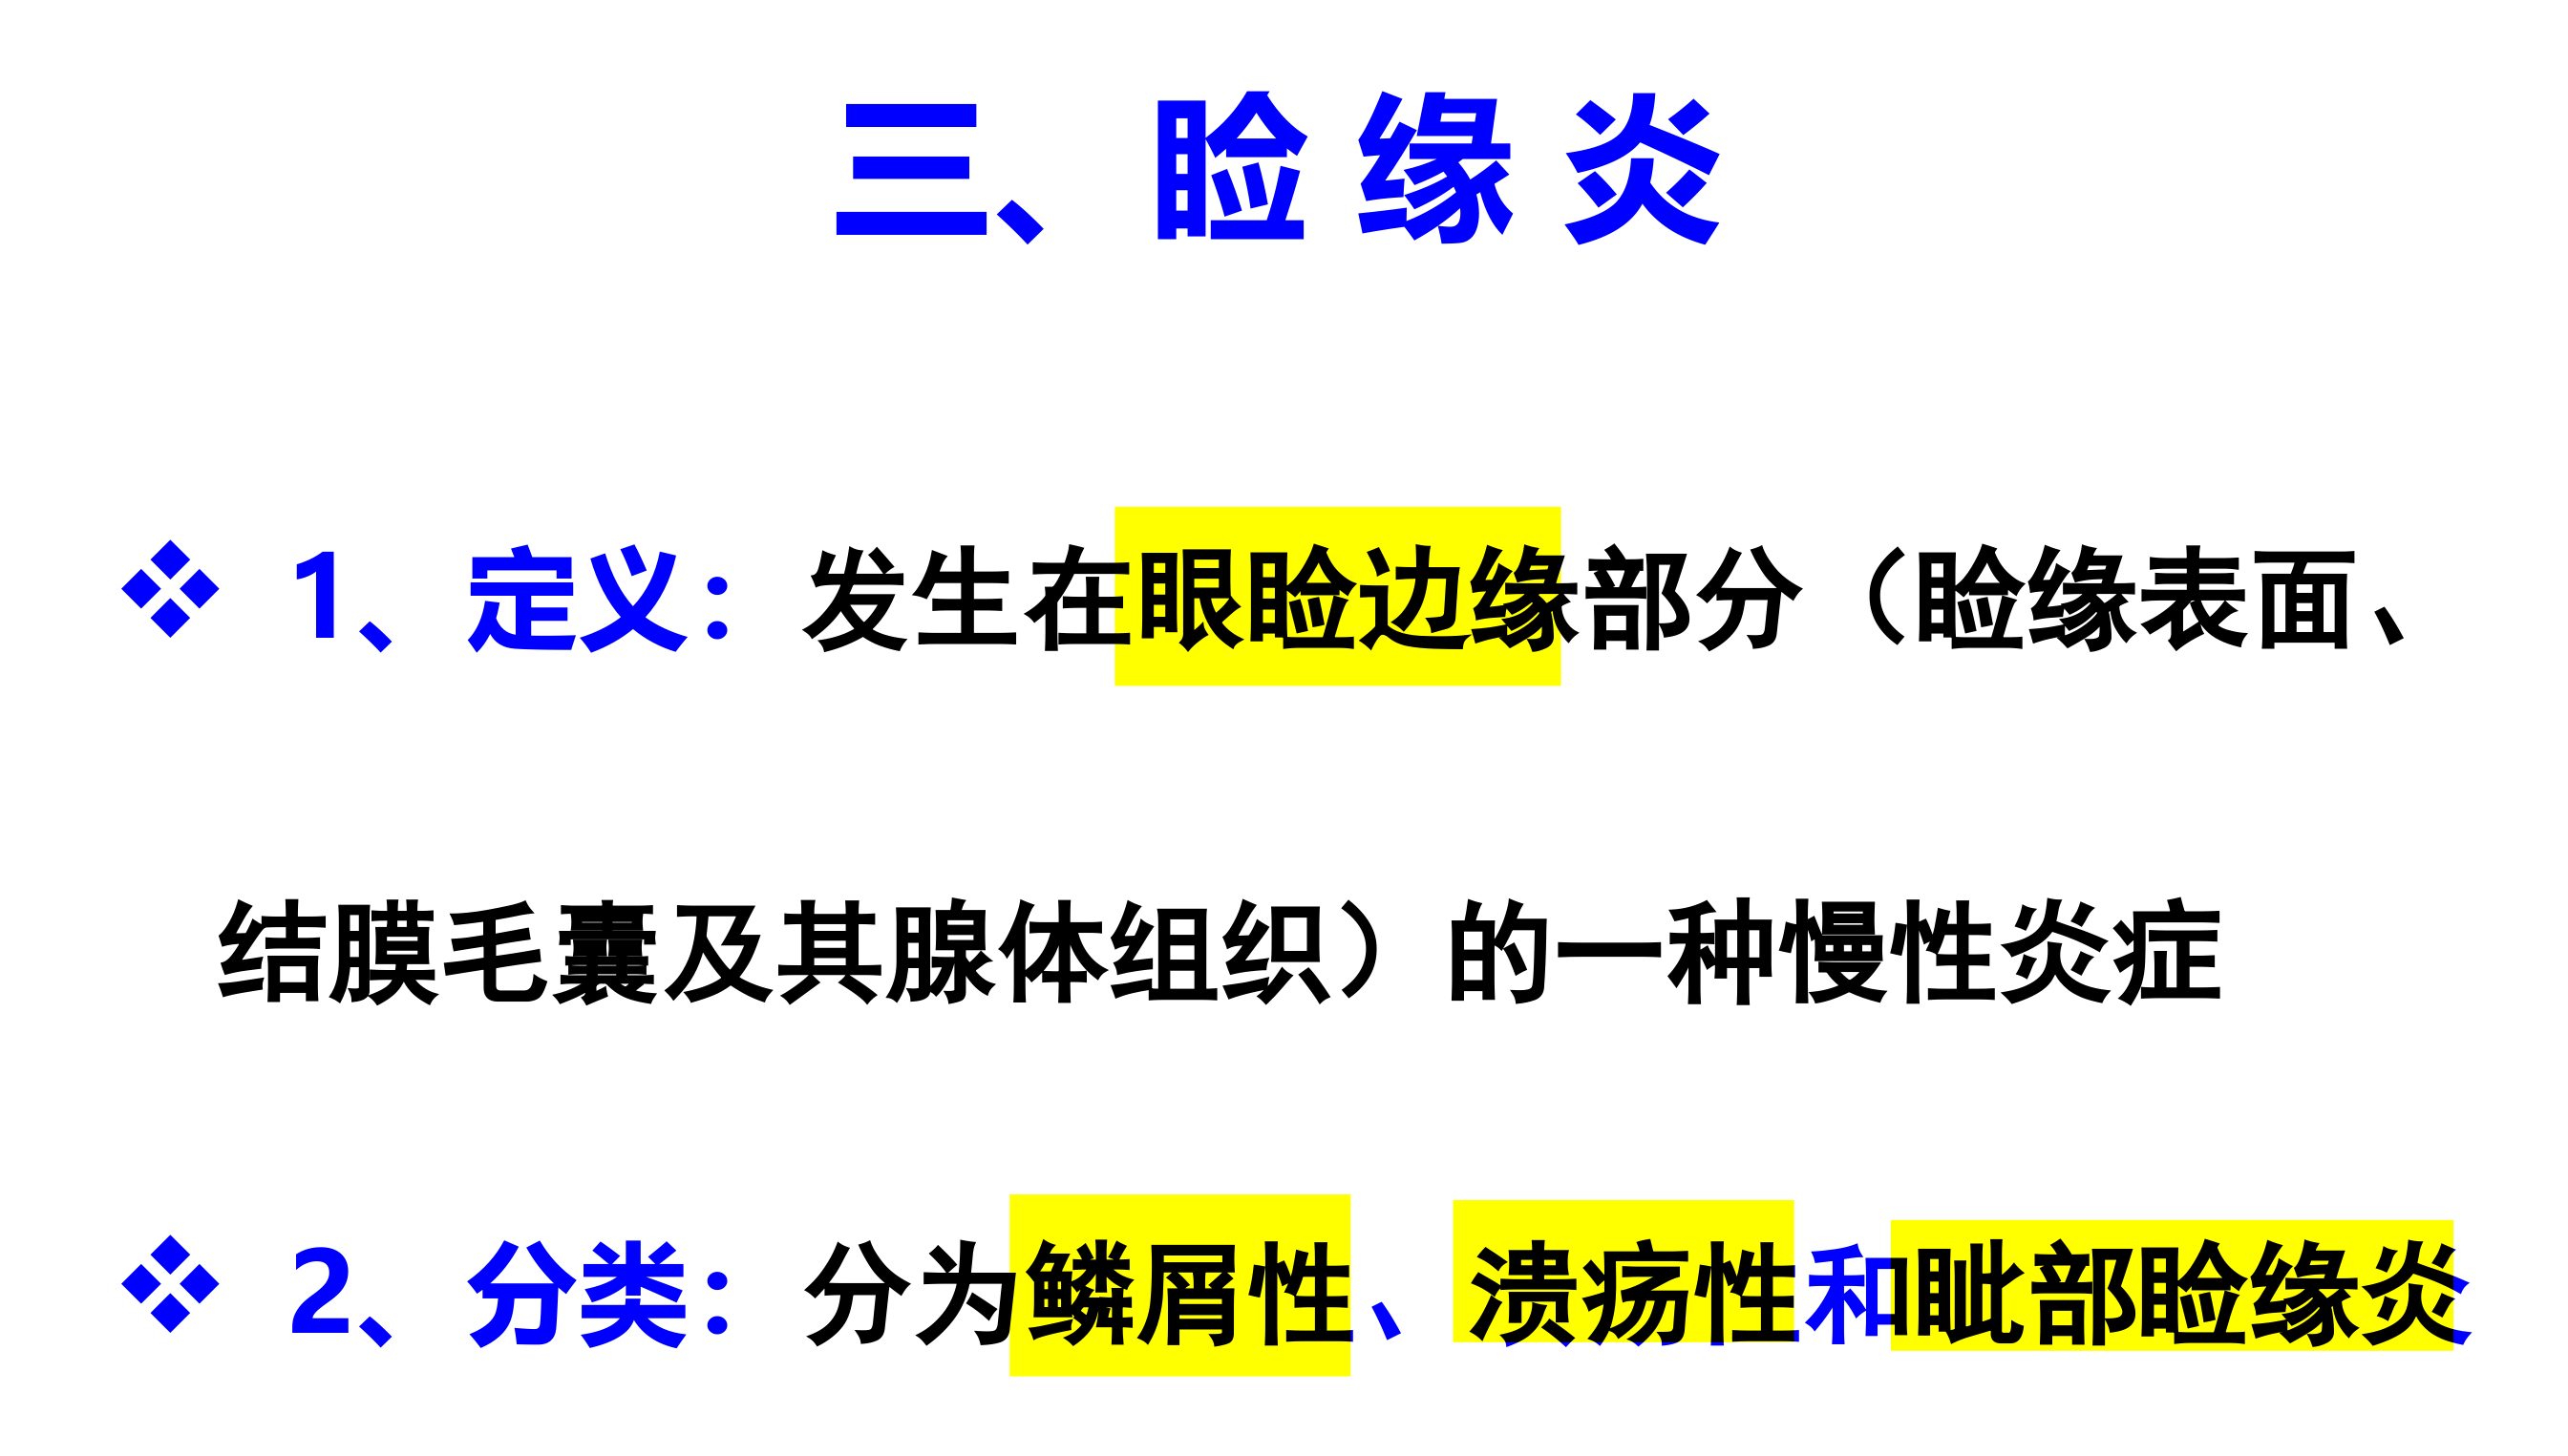 三、睑缘炎
❖ 1、定义：发生在眼睑边缘部分（睑缘表面、
结膜毛囊及其腺体组织）的一种慢性炎症
❖ 2、分类：分为鳞屑性、溃疡性和眦部睑缘炎